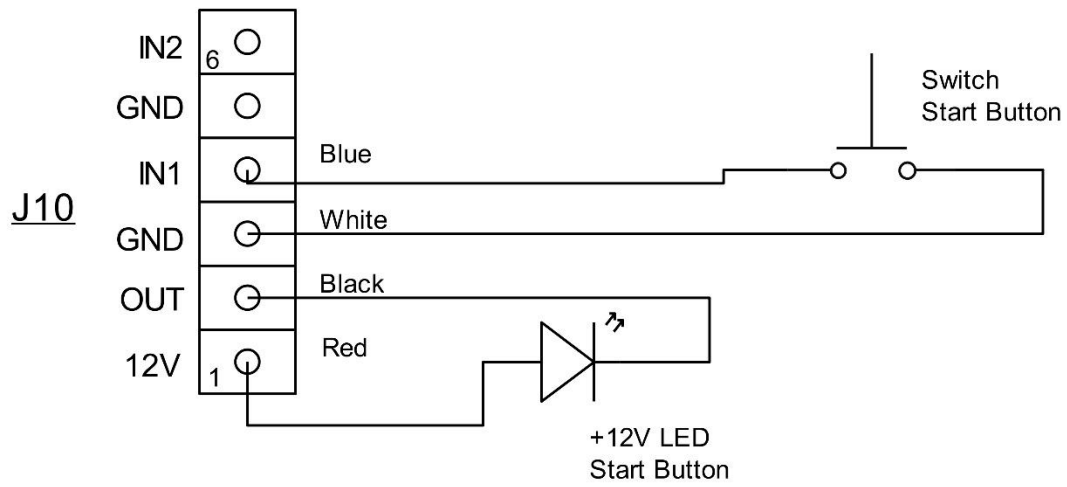 IN2
6
GND
Switch
Start Button
Blue
IN1
J10
White
GND
Black
OUT
Red
12V
1
+12V LED
Start Button